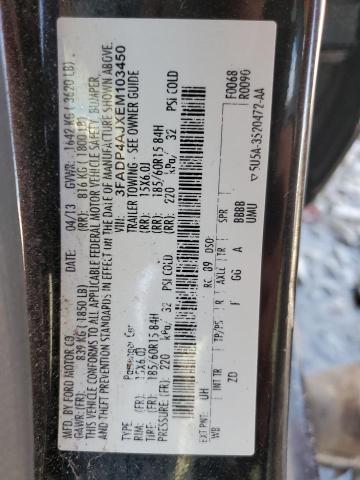 MFD. BY FORD MOTOR CO.
DATE: 04/13 GVWR: 1642 KG ( 3620 LB)
GAWR: (FR): 839 KG (1850 LB) (RR): 816 KG (1800 LB)
THIS VEHICLE CONFORMS TO ALL APPLICABLE FEDERAL MOTOR VEHICLE SAFETY, BUMPER,
AND THEFT PREVENTION STANDARDS IN EFFECT ON THE DATE OF MANUFACTURE SHOWN ABOVE.
VIN: 3FADP4AJXEM103450
TYPE: Passenger Car TRAILER TOWING - SEE OWNER GUIDE
RIM: (FR): 15X6.0J (RR): 15X6.0J
TIRE: (FR): 185/60R15 84H (RR): 185/60R15 84H
(FR): 220 kPa/ 32 PSI COLD (RR): 220 kPa/ 32 PSI COLD
F0068
R0090
EXT PNT: UH RC: 89 DSO:
WB INT TR TP/PS R AXLE TR SPR
ZD GG A BBBB
UMU
▽5U5A-3520472-AA